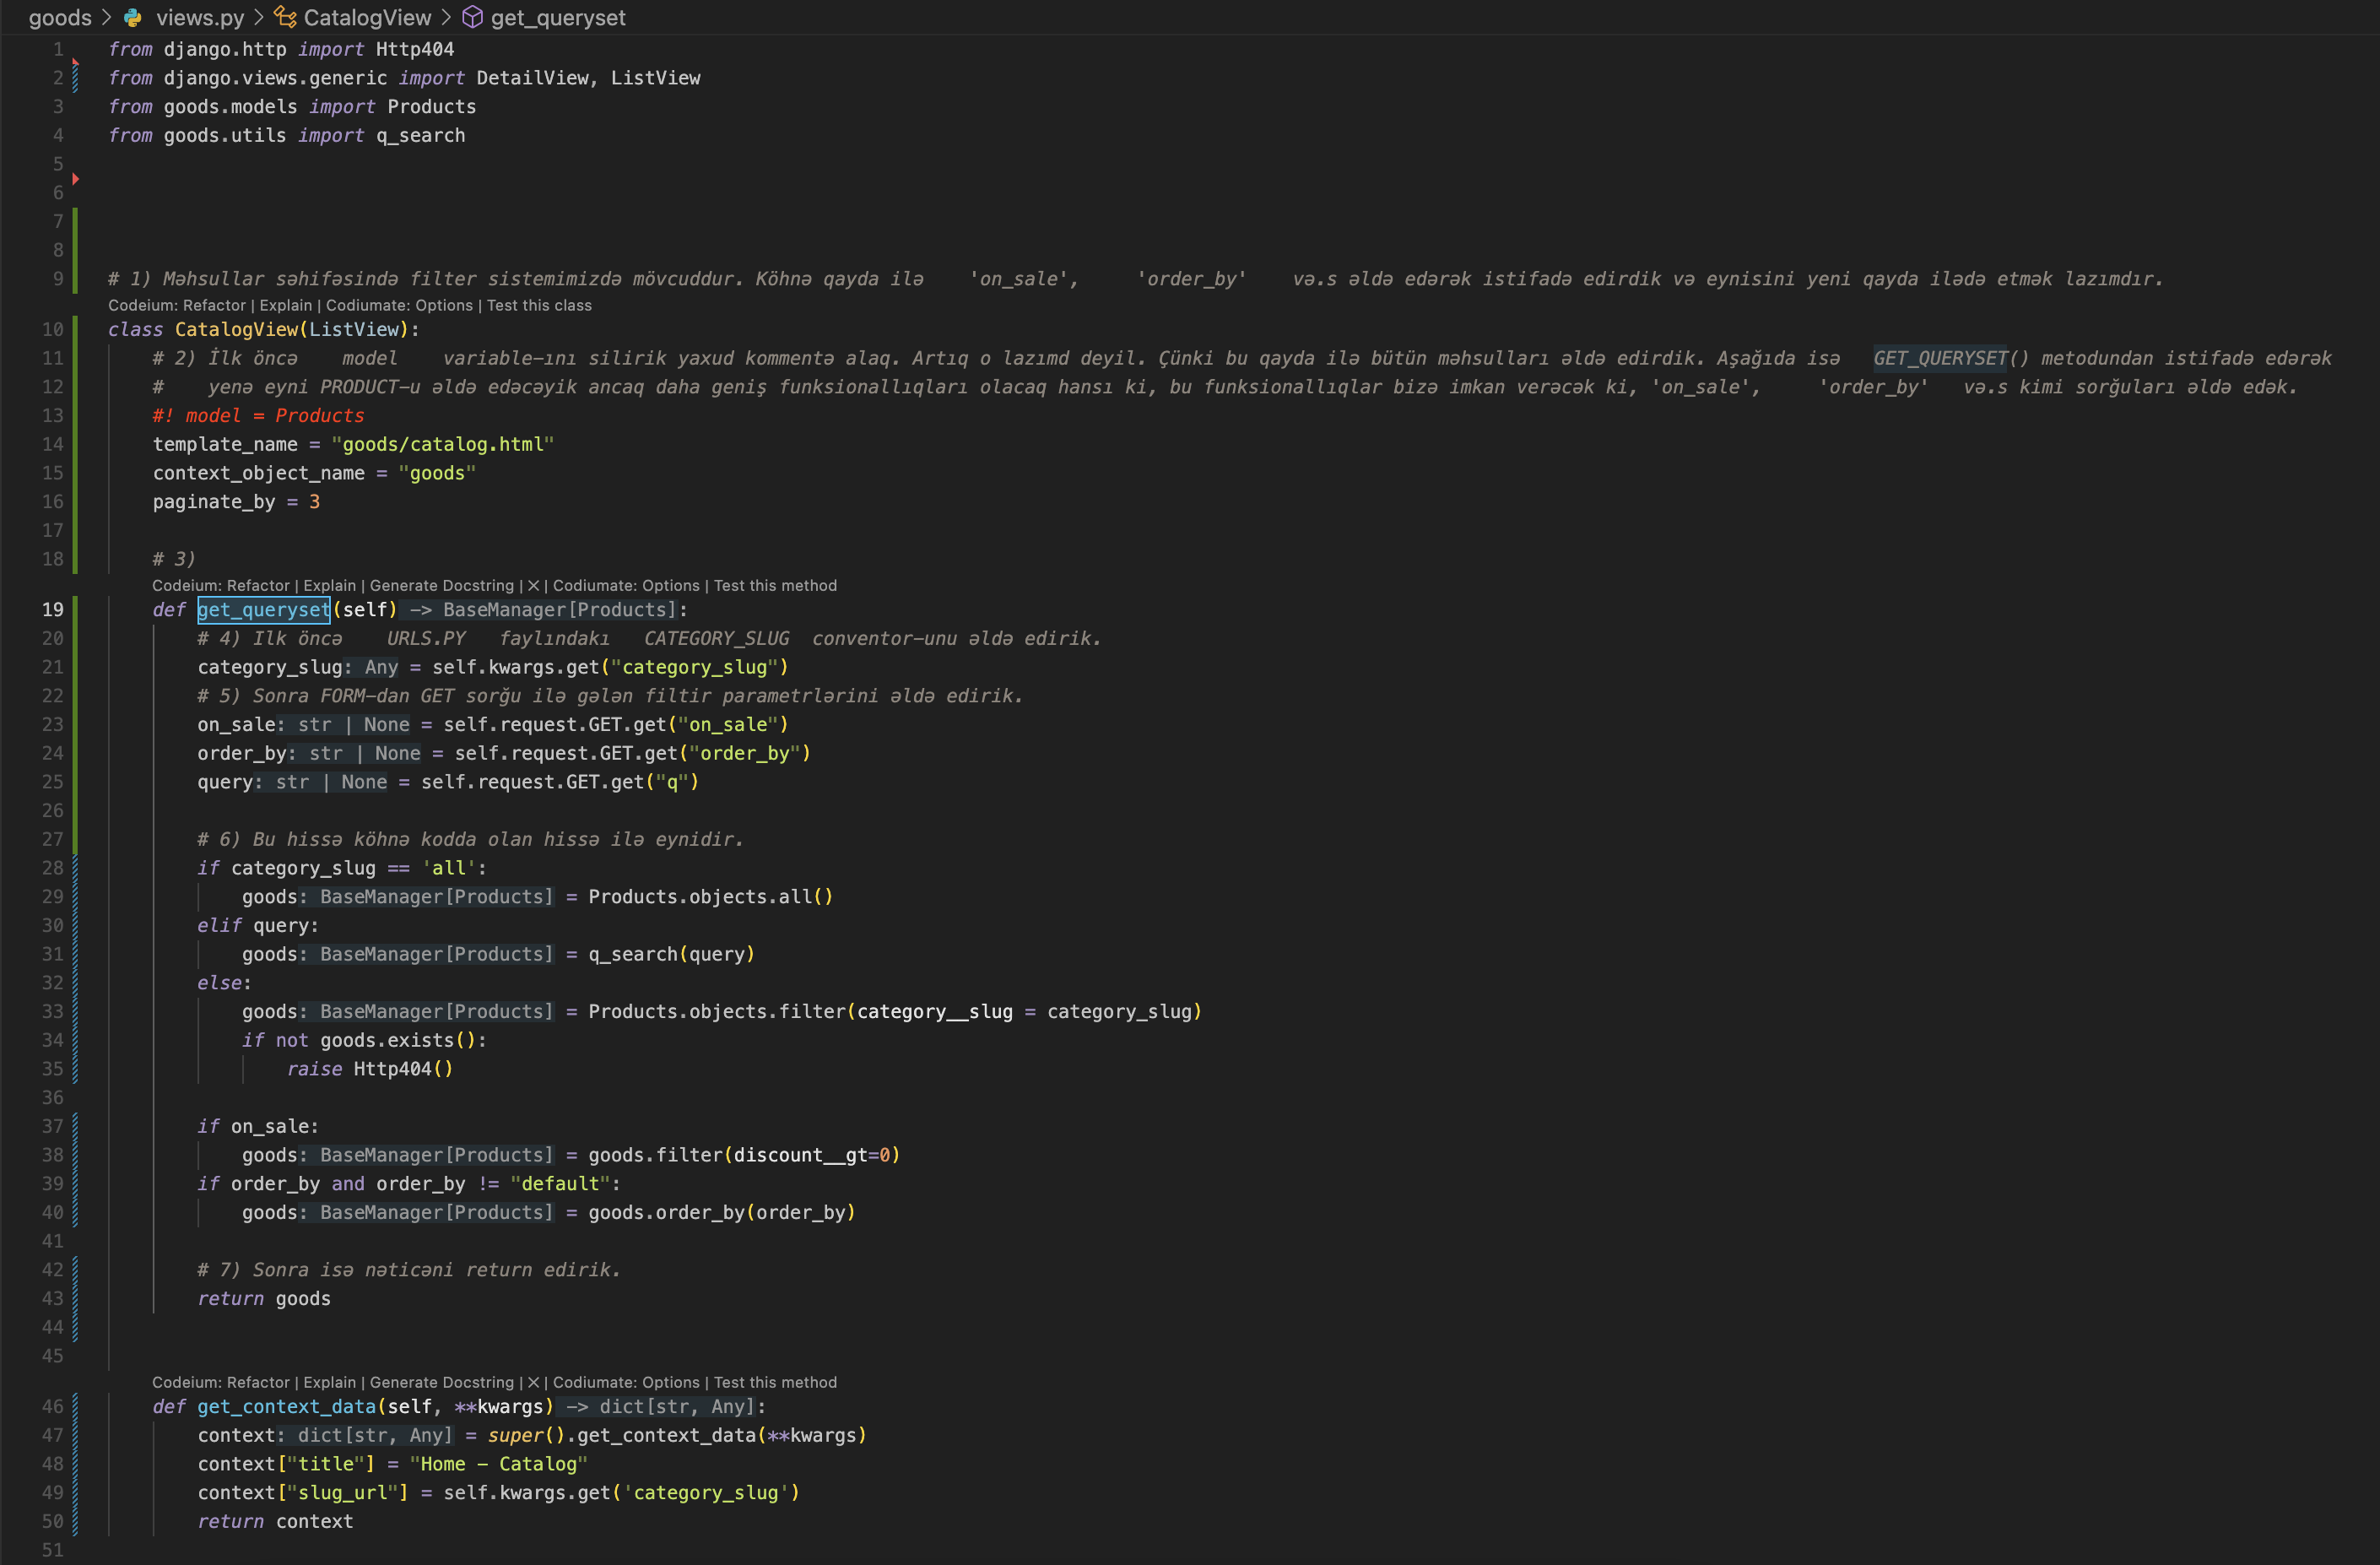 goods > views.py > CatalogView > get_queryset
1 from django.http import Http404
2 from django.views.generic import DetailView, ListView
3 from goods.models import Products
4 from goods.utils import q_search
5
6
7
8
9 # 1) Məhsullar səhifəsində filter sistemimizdə mövcuddur. Köhnə qayda ilə    'on_sale',     'order_by'    və.s əldə edərək istifadə edirdik və eynisini yeni qayda ilədə etmək lazımdır.
Codeium: Refactor | Explain | Codiumate: Options | Test this class
10 class CatalogView(ListView):
11     # 2) İlk öncə    model    variable-ını silirik yaxud kommentə alaq. Artıq o lazımd deyil. Çünki bu qayda ilə bütün məhsulları əldə edirdik. Aşağıda isə   GET_QUERYSET() metodundan istifadə edərək
12     #    yenə eyni PRODUCT-u əldə edəcəyik ancaq daha geniş funksionallıqları olacaq hansı ki, bu funksionallıqlar bizə imkan verəcək ki, 'on_sale',     'order_by'   və.s kimi sorğuları əldə edək.
13     #! model = Products
14     template_name = "goods/catalog.html"
15     context_object_name = "goods"
16     paginate_by = 3
17
18     # 3)
Codeium: Refactor | Explain | Generate Docstring | X | Codiumate: Options | Test this method
19     def get_queryset(self) -> BaseManager[Products]:
20         # 4) Ilk öncə    URLS.PY   faylındakı   CATEGORY_SLUG  conventor-unu əldə edirik.
21         category_slug: Any = self.kwargs.get("category_slug")
22         # 5) Sonra FORM-dan GET sorğu ilə gələn filtir parametrlərini əldə edirik.
23         on_sale: str | None = self.request.GET.get("on_sale")
24         order_by: str | None = self.request.GET.get("order_by")
25         query: str | None = self.request.GET.get("q")
26
27         # 6) Bu hissə köhnə kodda olan hissə ilə eynidir.
28         if category_slug == 'all':
29             goods: BaseManager[Products] = Products.objects.all()
30         elif query:
31             goods: BaseManager[Products] = q_search(query)
32         else:
33             goods: BaseManager[Products] = Products.objects.filter(category__slug = category_slug)
34             if not goods.exists():
35                 raise Http404()
36
37         if on_sale:
38             goods: BaseManager[Products] = goods.filter(discount__gt=0)
39         if order_by and order_by != "default":
40             goods: BaseManager[Products] = goods.order_by(order_by)
41
42         # 7) Sonra isə nəticəni return edirik.
43         return goods
44
45
Codeium: Refactor | Explain | Generate Docstring | X | Codiumate: Options | Test this method
46     def get_context_data(self, **kwargs) -> dict[str, Any]:
47         context: dict[str, Any] = super().get_context_data(**kwargs)
48         context["title"] = "Home - Catalog"
49         context["slug_url"] = self.kwargs.get('category_slug')
50         return context
51